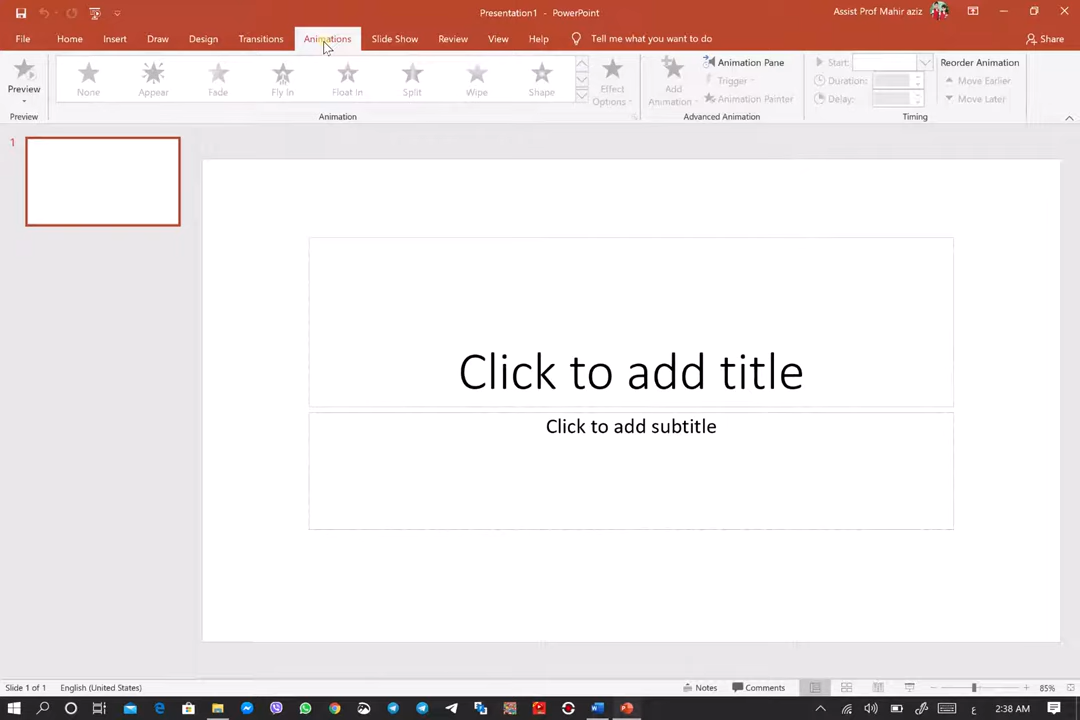 Presentation1 - PowerPoint
Assist Prof Mahir aziz
File Home Insert Draw Design Transitions Animations Slide Show Review View Help Tell me what you want to do Share
Preview
None Appear Fade Fly In Float In Split Wipe Shape
Effect
Options
Add
Animation
Animation Pane
Trigger
Animation Painter
Start:
Duration:
Delay:
Reorder Animation
Move Earlier
Move Later
Preview Animation Advanced Animation Timing
1
Click to add title
Click to add subtitle
Slide 1 of 1 English (United States) Notes Comments 85%
ع 2:38 AM